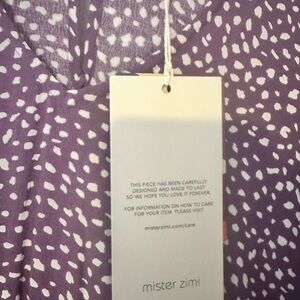 THIS PIECE HAS BEEN CAREFULLY
DESIGNED AND MADE TO LAST
SO WE HOPE YOU LOVE IT FOREVER.
FOR INFORMATION ON HOW TO CARE
FOR YOUR ITEM, PLEASE VISIT
misterzimi.com/care
mister zimi